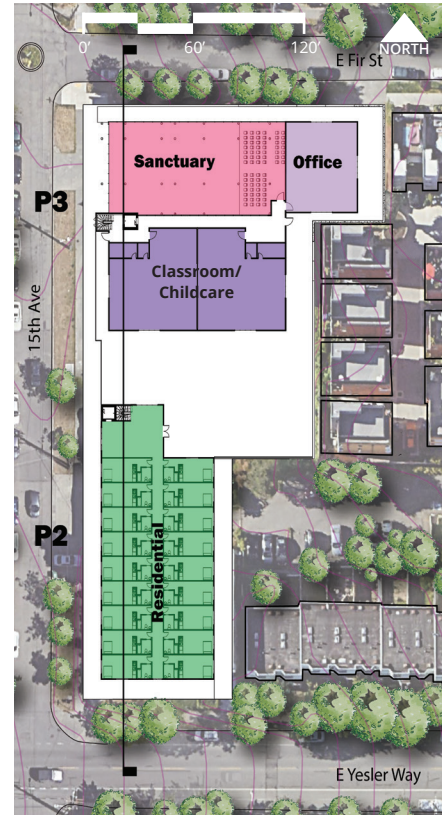 0' 60' 120'
NORTH
E Fir St
Sanctuary
Office
P3
Classroom/
Childcare
15th Ave
P2
Residential
E Yesler Way